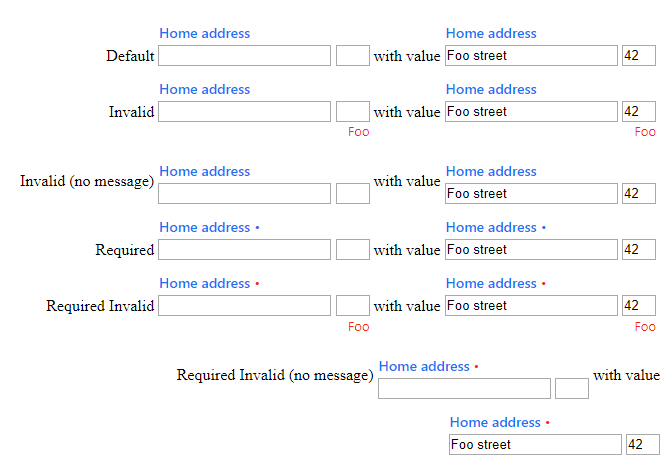 Home address Home address
Default with value Foo street 42
Home address Home address
Invalid with value Foo street 42
Foo Foo
Home address Home address
Invalid (no message) with value
Foo street 42
Home address • Home address •
Required with value Foo street 42
Home address • Home address •
Required Invalid with value Foo street 42
Foo Foo
Home address •
Required Invalid (no message) with value
Home address •
Foo street 42